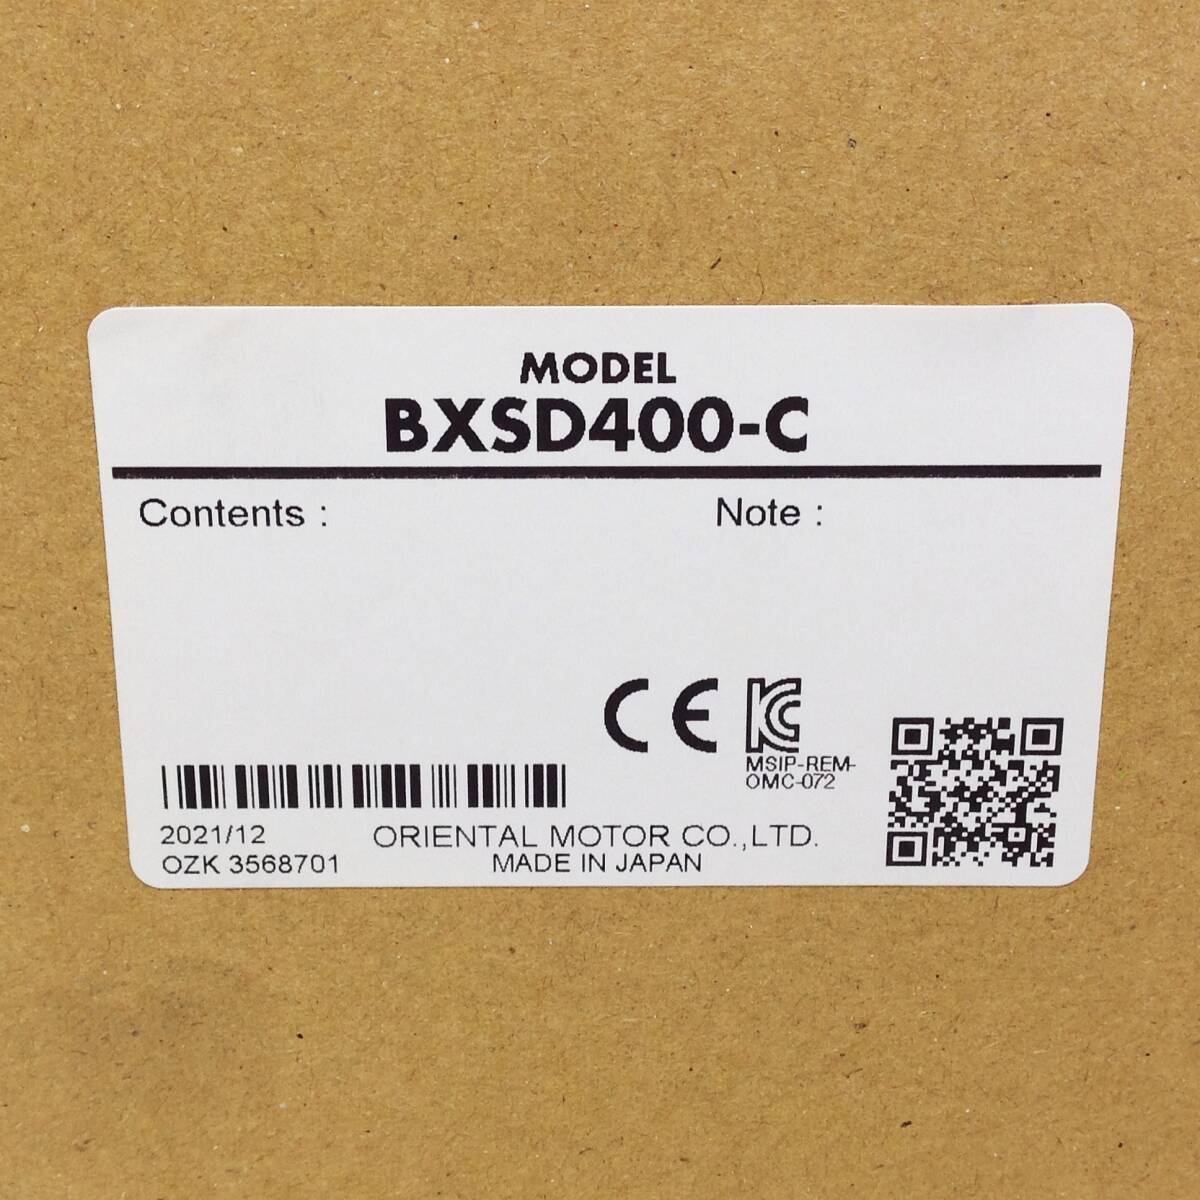 MODEL
BXSD400-C
Contents :
Note :
CE
MSIP-REM-
OMC-072
2021/12
ORIENTAL MOTOR CO.,LTD.
OZK 3568701
MADE IN JAPAN